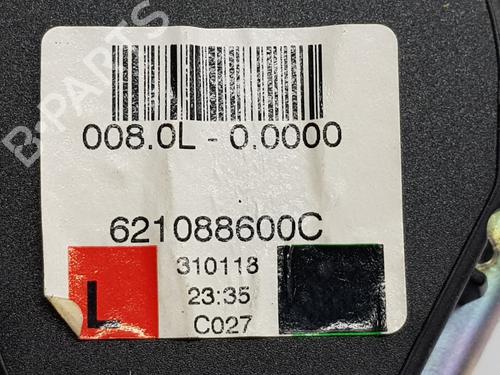 008.0L - 0.0000
621088600C
310118
23:35
L
C027
B-PARTS